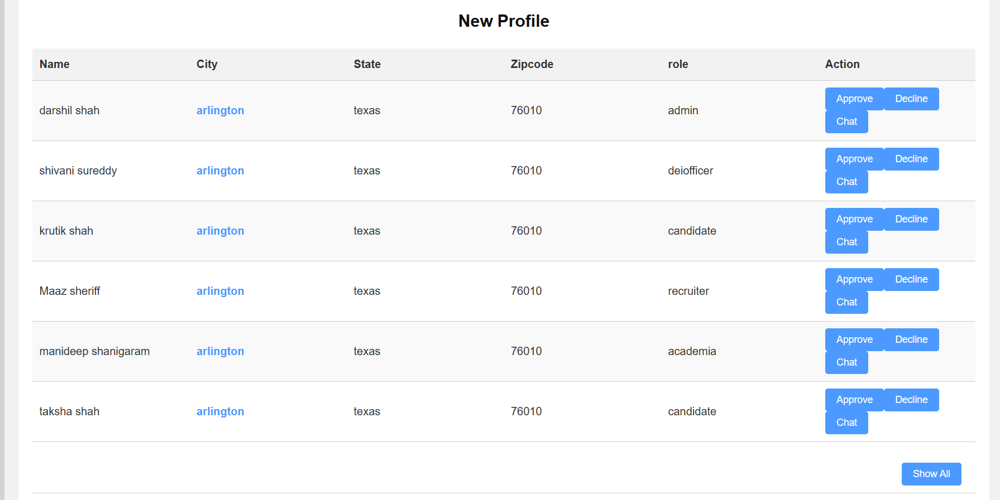 New Profile
Name City State Zipcode role Action
darshil shah arlington texas 76010 admin Approve Decline
Chat
shivani sureddy arlington texas 76010 deiofficer Approve Decline
Chat
krutik shah arlington texas 76010 candidate Approve Decline
Chat
Maaz sheriff arlington texas 76010 recruiter Approve Decline
Chat
manideep shanigaram arlington texas 76010 academia Approve Decline
Chat
taksha shah arlington texas 76010 candidate Approve Decline
Chat
Show All